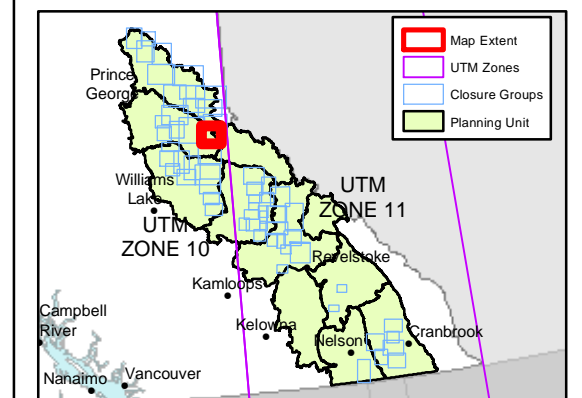 Map Extent
UTM Zones
Closure Groups
Planning Unit
Prince
George
Williams
Lake
UTM
ZONE 10
UTM
ZONE 11
Revelstoke
Kamloops
Campbell
River
Kelowna
Nelson
Cranbrook
Nanaimo
Vancouver